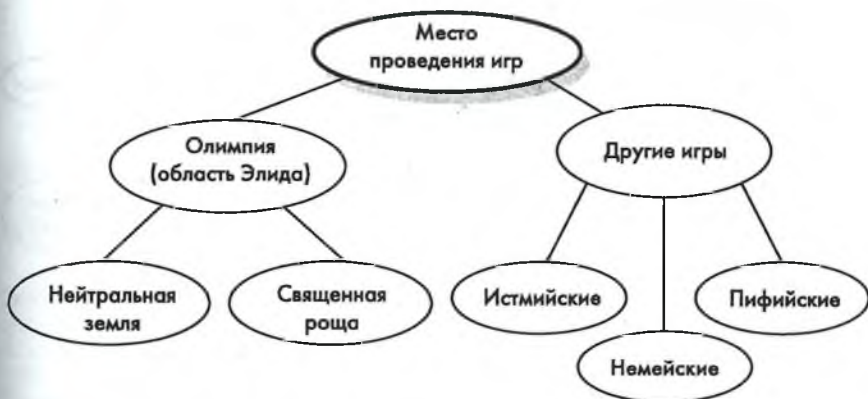 Место
проведения игр
Олимпия
(область Элида)
Другие игры
Нейтральная
земля
Священная
роща
Истмийские
Пифийские
Немейские